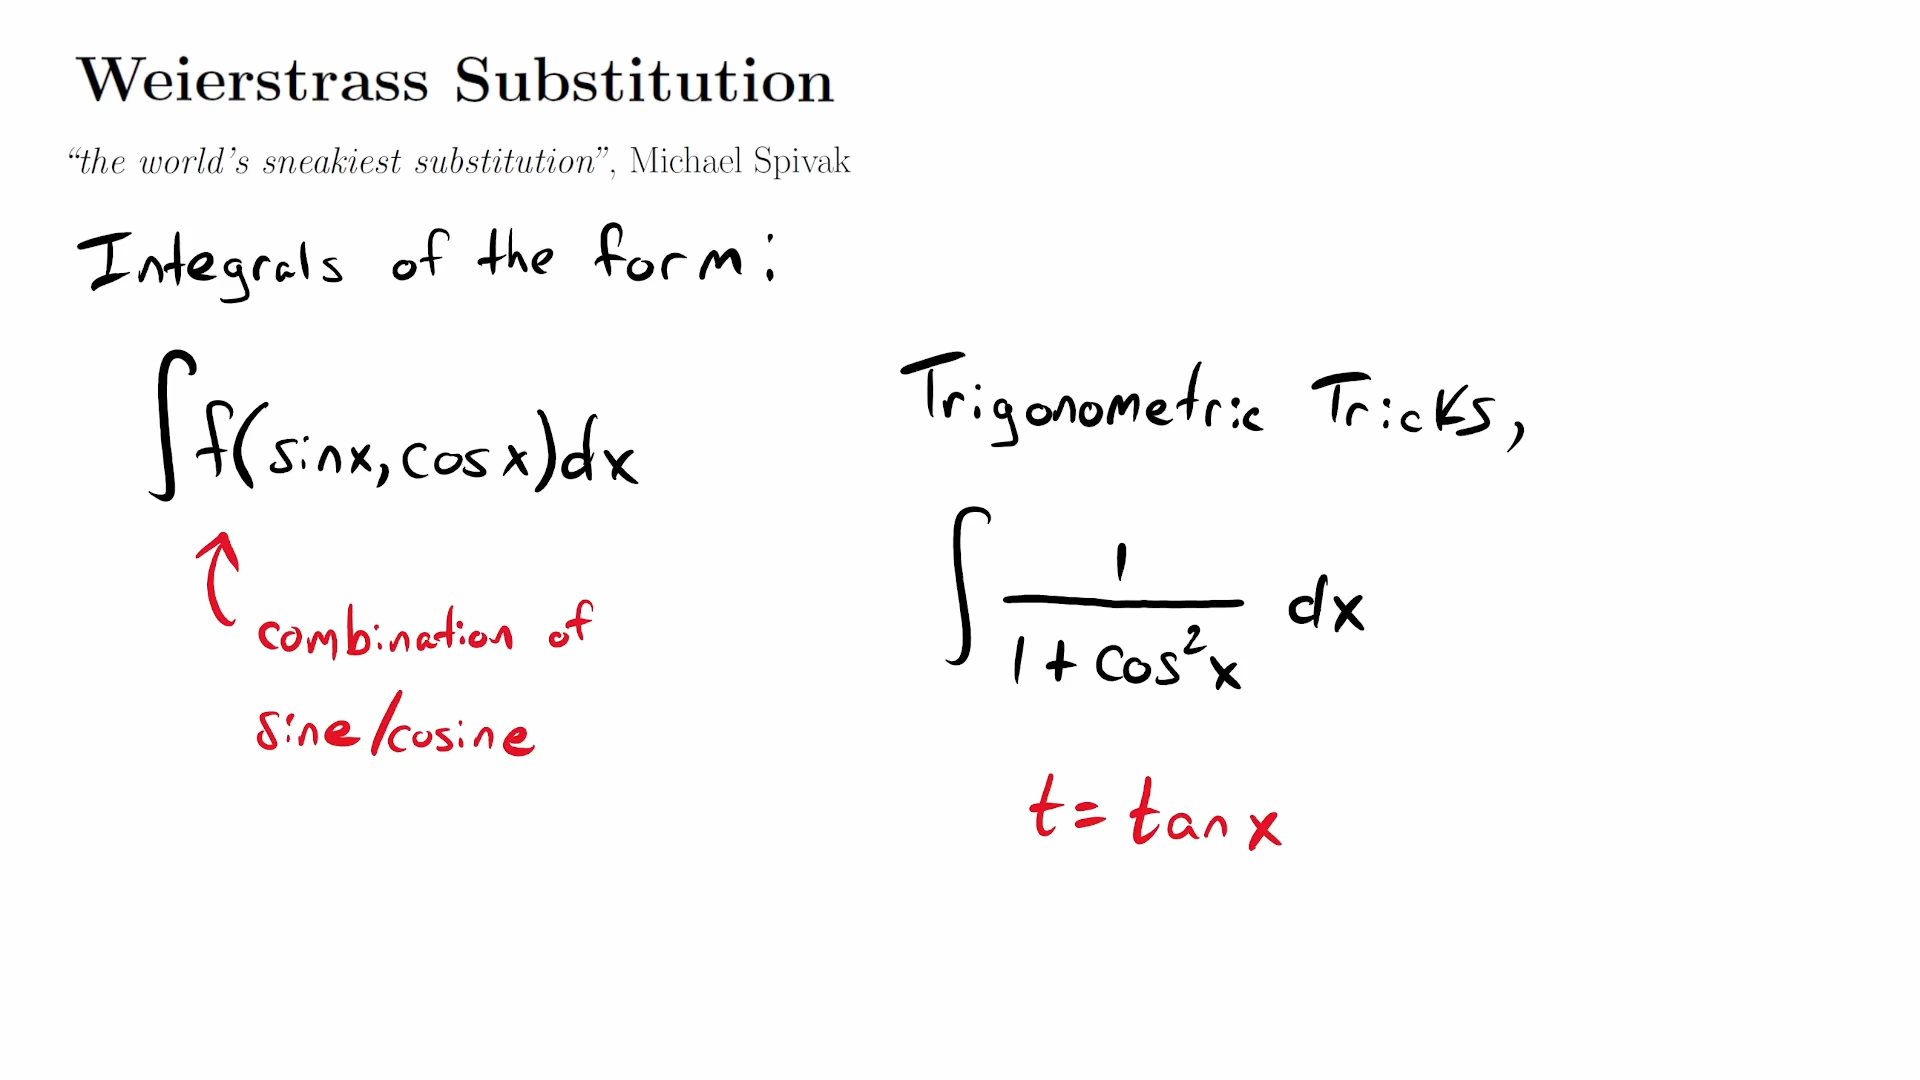 Weierstrass Substitution
“the world’s sneakiest substitution”, Michael Spivak
Integrals of the form:
∫f(sinx, cosx)dx
combination of
sine/cosine
Trigonometric Tricks,
∫ 1/(1 + cos²x) dx
t = tan x